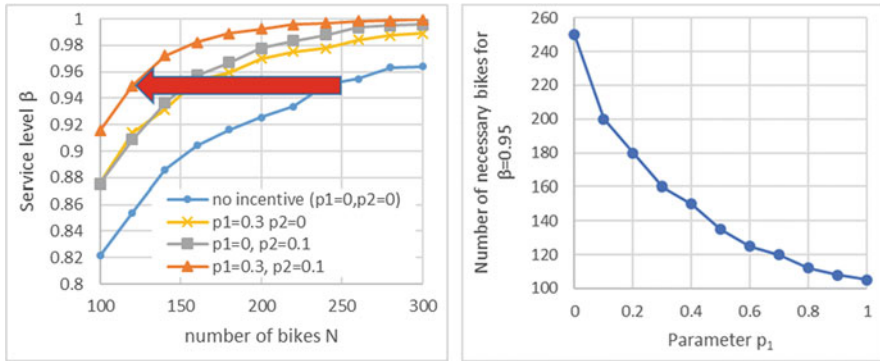 1
0.98
0.96
0.94
0.92
0.9
0.88
0.86
0.84
0.82
0.8
Service level β
no incentive (p1=0,p2=0)
p1=0.3 p2=0
p1=0, p2=0.1
p1=0.3, p2=0.1
100 150 200 250 300
number of bikes N
Number of necessary bikes for
β=0.95
260
240
220
200
180
160
140
120
100
0 0.2 0.4 0.6 0.8 1
Parameter p₁